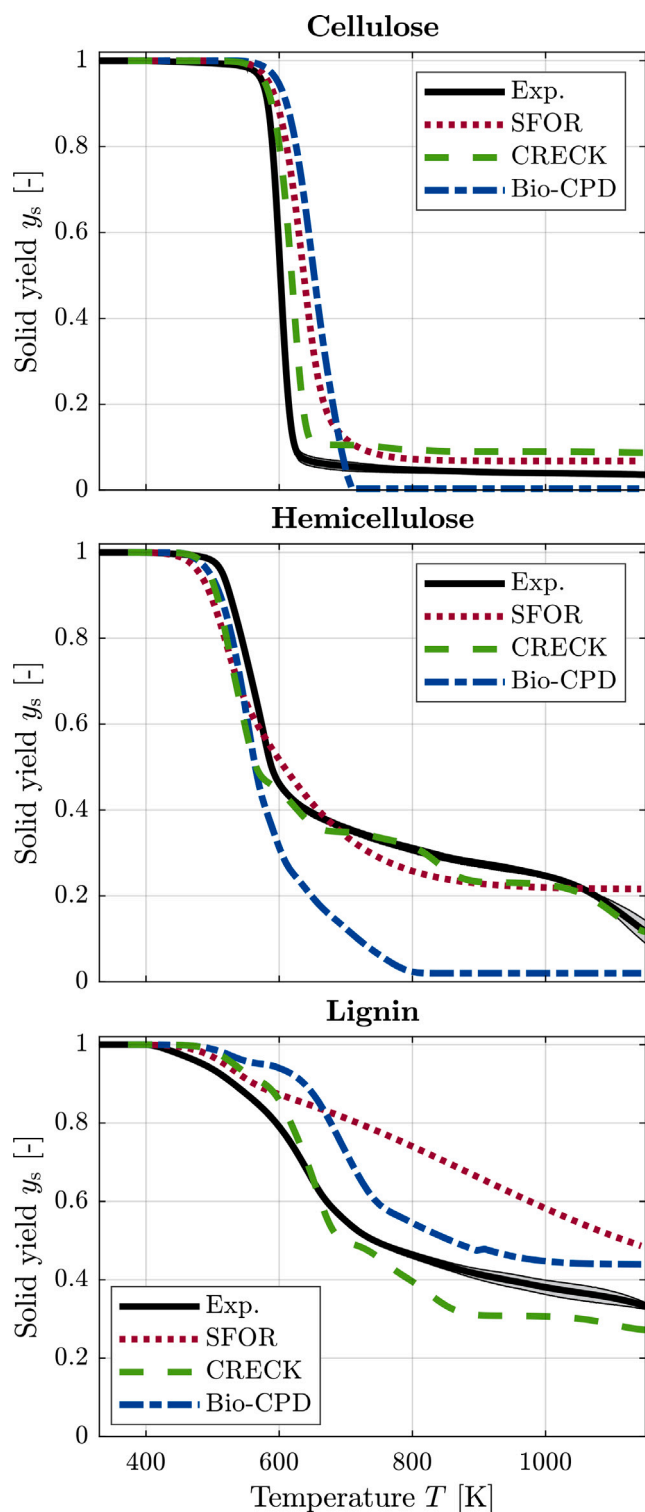 Cellulose
1
0.8
0.6
0.4
0.2
0
Solid yield yₛ [-]
Exp.
SFOR
CRECK
Bio-CPD
Hemicellulose
1
0.8
0.6
0.4
0.2
0
Solid yield yₛ [-]
Exp.
SFOR
CRECK
Bio-CPD
Lignin
1
0.8
0.6
0.4
0.2
0
Solid yield yₛ [-]
Exp.
SFOR
CRECK
Bio-CPD
400 600 800 1000
Temperature T [K]